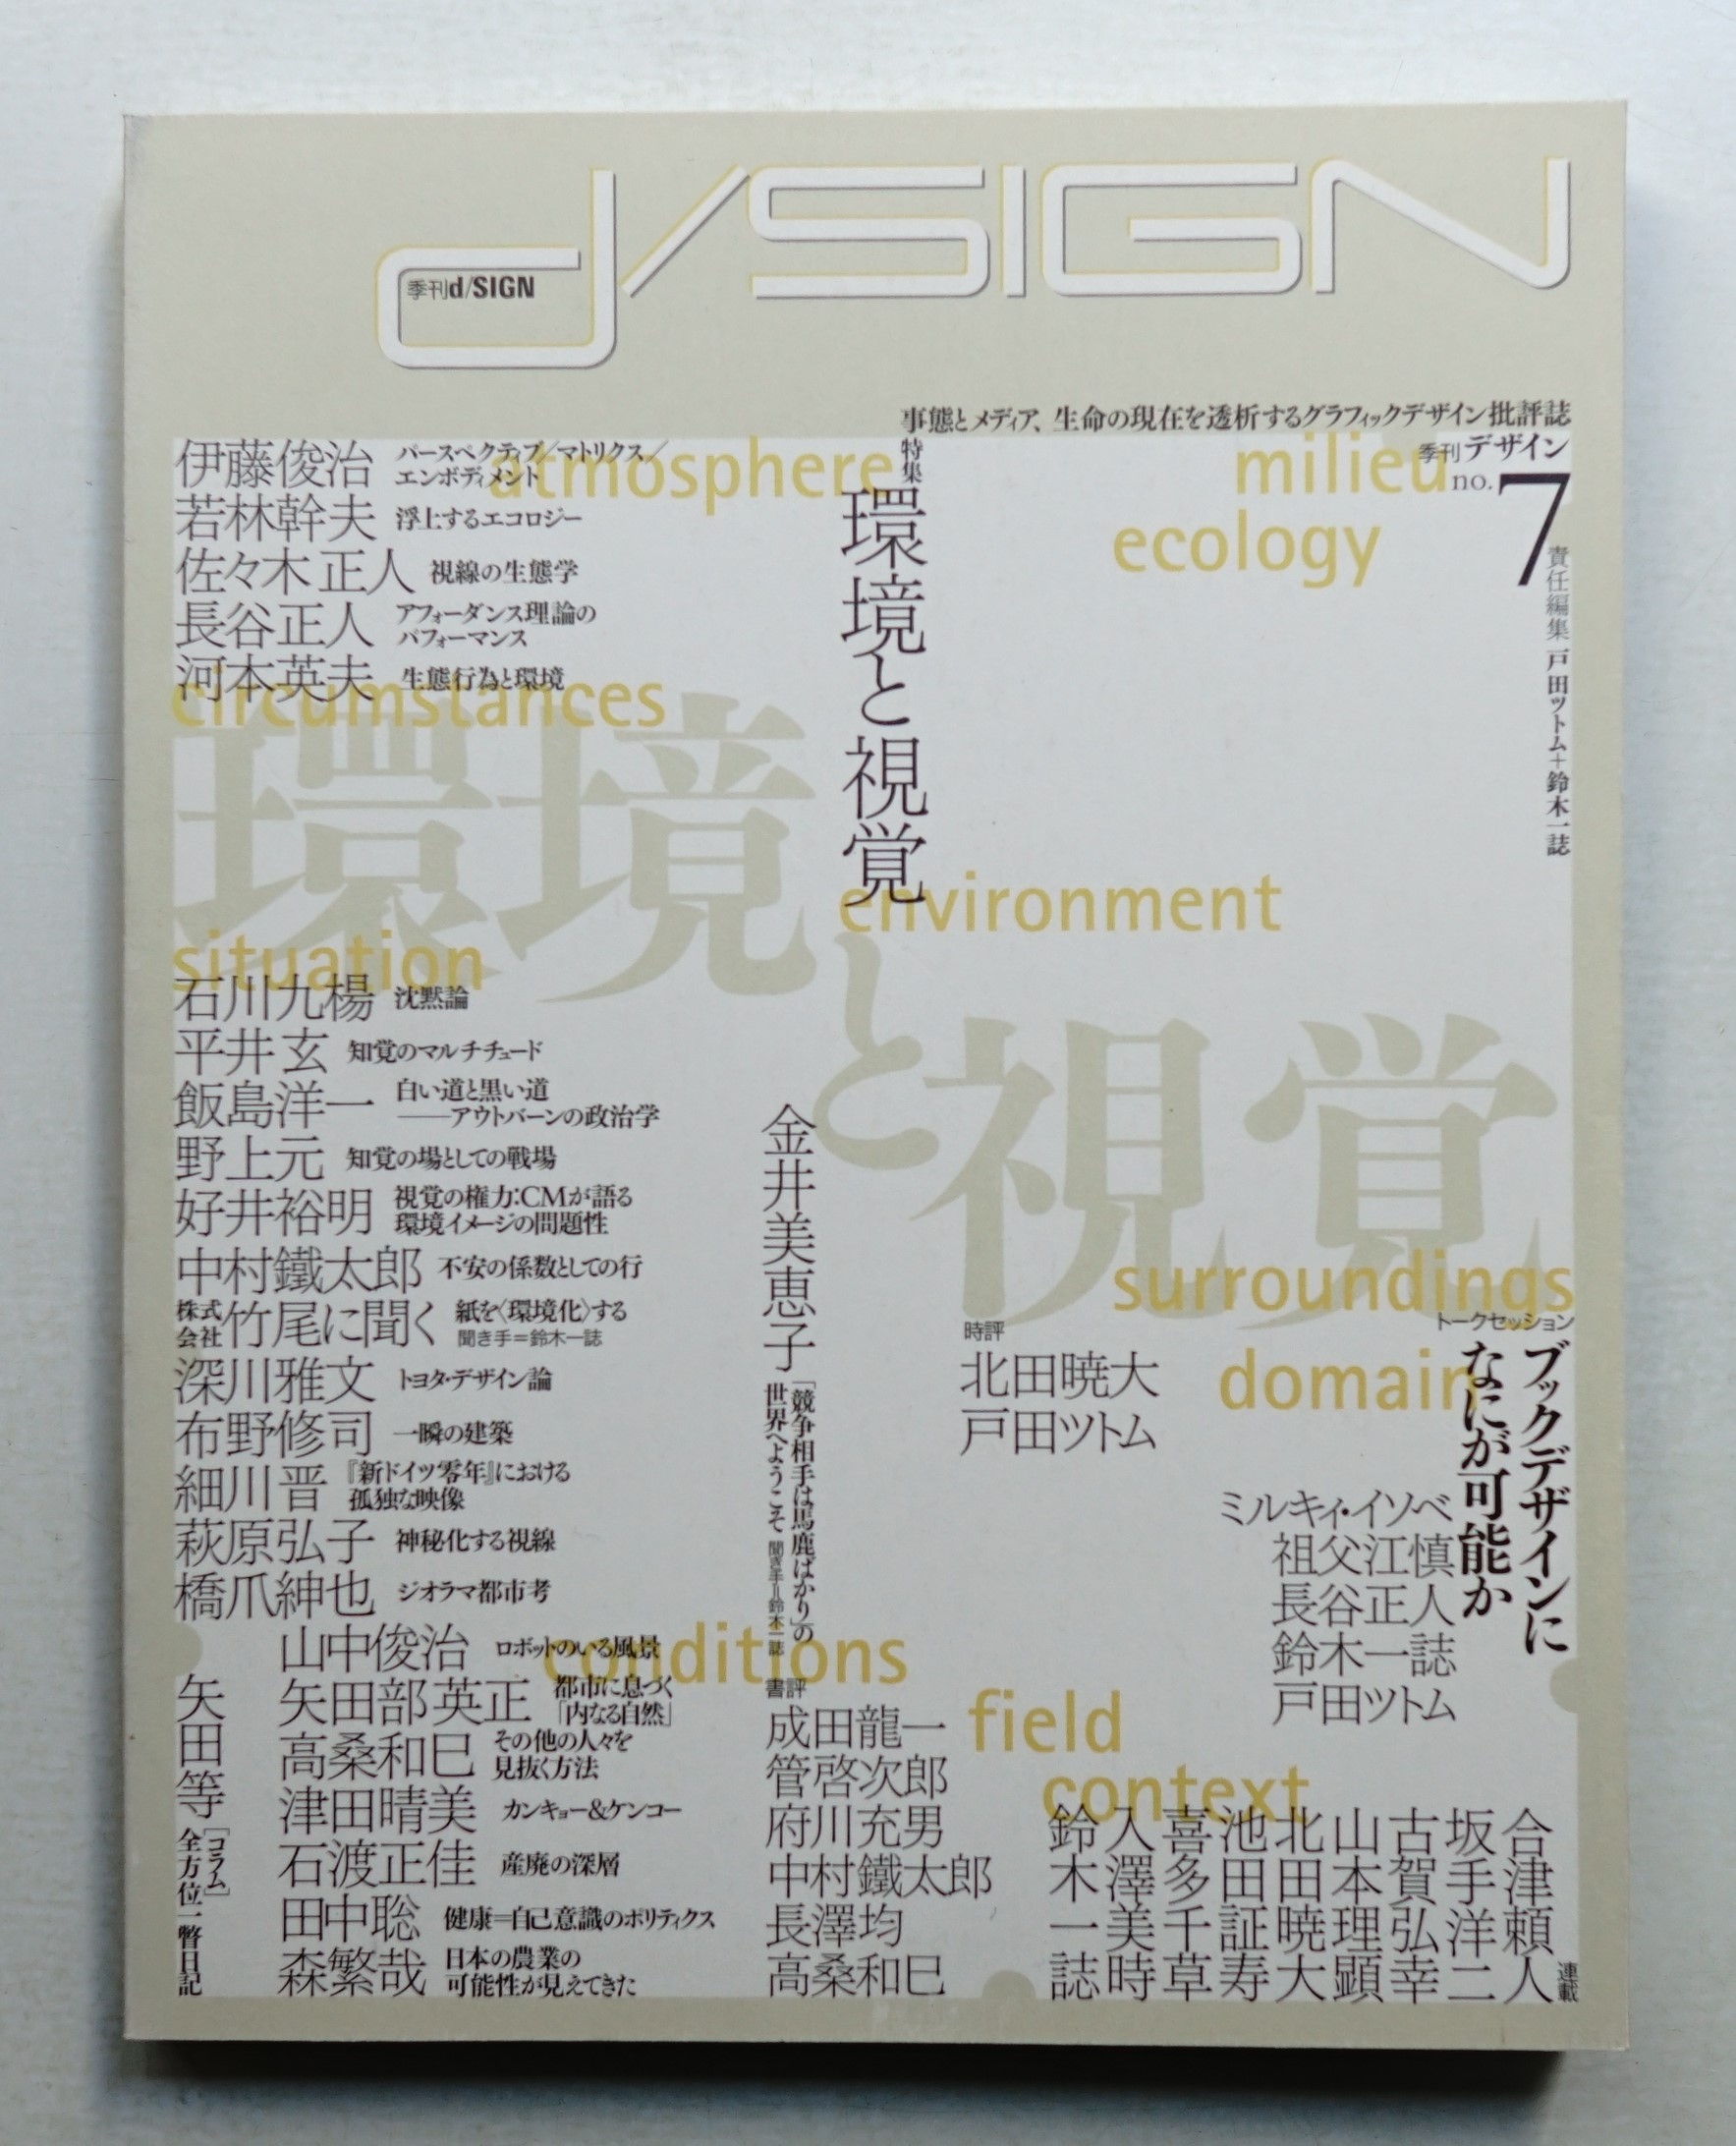 d/SIGN
季刊d/SIGN
事態とメディア、生命の現在を透析するグラフィックデザイン批評誌
季刊デザイン
no.7
責任編集 戸田ツトム+鈴木一誌
特集
環境と視覚
atmosphere
milieu
ecology
circumstances
situation
environment
surroundings
domain
conditions
field
context
環境と視覚
伊藤俊治 パースペクティブ/マトリクス/
エンボディメント
若林幹夫 浮上するエコロジー
佐々木正人 視線の生態学
長谷正人 アフォーダンス理論の
パフォーマンス
河本英夫 生態行為と環境
石川九楊 沈黙論
平井玄 知覚のマルチチュード
飯島洋一 白い道と黒い道
——アウトバーンの政治学
野上元 知覚の場としての戦場
好井裕明 視覚の権力:CMが語る
環境イメージの問題性
中村鐵太郎 不安の係数としての行
株式会社竹尾に聞く 紙を〈環境化〉する
聞き手=鈴木一誌
深川雅文 トヨタ・デザイン論
布野修司 一瞬の建築
細川晋 『新ドイツ零年』における
孤独な映像
萩原弘子 神秘化する視線
橋爪紳也 ジオラマ都市考
山中俊治 ロボットのいる風景
矢田部英正 都市に息づく
「内なる自然」
高桑和巳 その他の人々を
見抜く方法
津田晴美 カンキョー&ケンコー
石渡正佳 産廃の深層
田中聡 健康=自己意識のポリティクス
森繁哉 日本の農業の
可能性が見えてきた
矢田等
[コラム]
全方位一瞥日記
金井美恵子
「競争相手は馬鹿ばかり」の
世界へようこそ 聞き手=鈴木一誌
書評
成田龍一
管啓次郎
府川充男
中村鐵太郎
長澤均
高桑和巳
時評
北田暁大
戸田ツトム
トークセッション
ブックデザインに
なにが可能か
ミルキィ・イソベ
祖父江慎
長谷正人
鈴木一誌
戸田ツトム
連載
合津頼人
坂手洋二
古賀弘幸
山本理顕
北田暁大
池田証寿
喜多千草
入澤美時
鈴木一誌